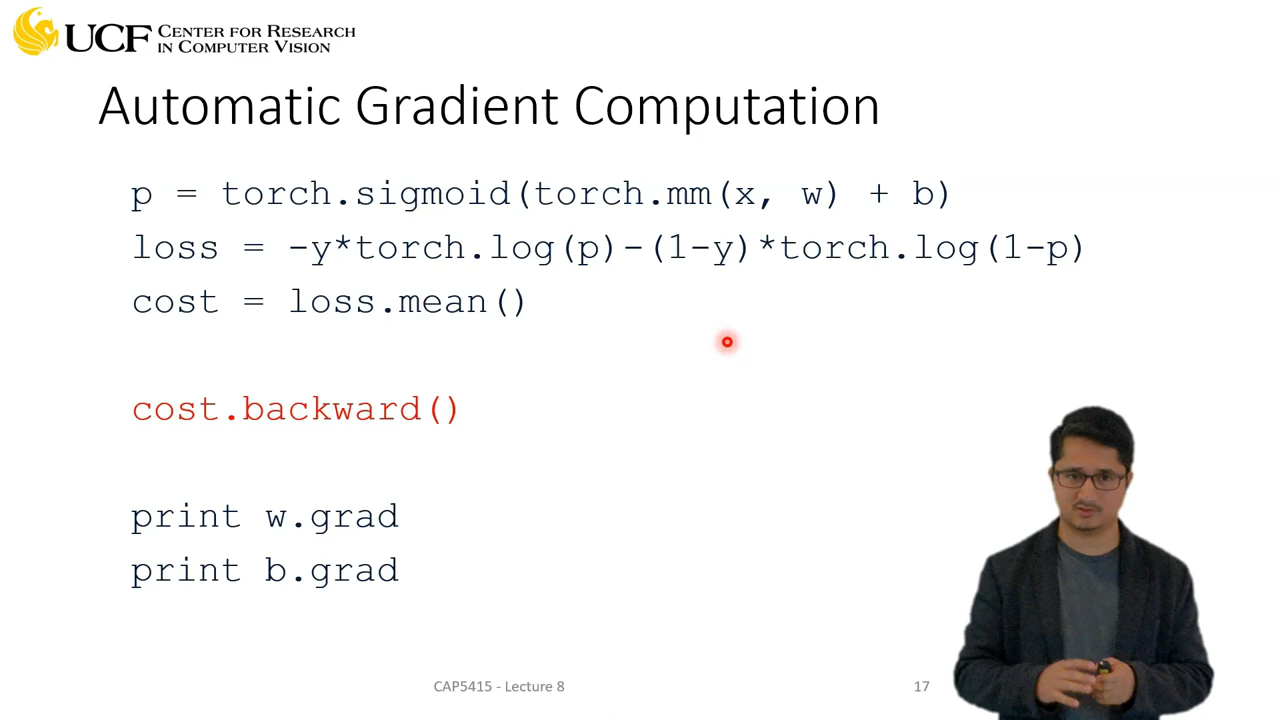 UCF CENTER FOR RESEARCH
IN COMPUTER VISION
Automatic Gradient Computation
p = torch.sigmoid(torch.mm(x, w) + b)
loss = -y*torch.log(p)-(1-y)*torch.log(1-p)
cost = loss.mean()
cost.backward()
print w.grad
print b.grad
CAP5415 - Lecture 8
17